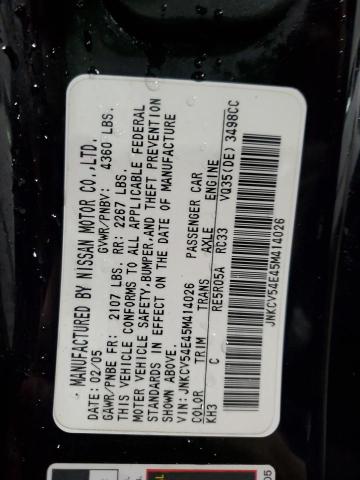 MANUFACTURED BY NISSAN MOTOR CO.,LTD.
DATE: 02/05 GVWR/PNBV: 4360 LBS.
GAWR/PNBE FR: 2107 LBS. RR: 2267 LBS.
THIS VEHICLE CONFORMS TO ALL APPLICABLE FEDERAL
MOTOR VEHICLE SAFETY,BUMPER,AND THEFT PREVENTION
STANDARDS IN EFFECT ON THE DATE OF MANUFACTURE
SHOWN ABOVE.
VIN: JNKCV54E45M414026 PASSENGER CAR
COLOR TRIM TRANS AXLE ENGINE
KH3 C RE5R05A RC33 VQ35(DE) 3498CC
JNKCV54E45M414026